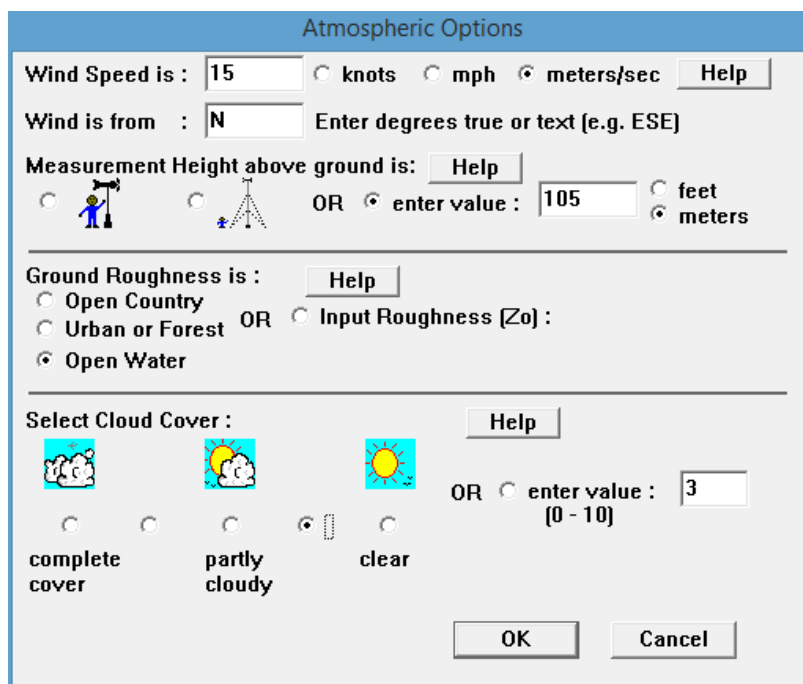 Atmospheric Options
Wind Speed is : 15 knots mph meters/sec Help
Wind is from : N Enter degrees true or text (e.g. ESE)
Measurement Height above ground is: Help
OR enter value : 105 feet
meters
Ground Roughness is : Help
Open Country
Urban or Forest OR Input Roughness (Zo) :
Open Water
Select Cloud Cover : Help
OR enter value : 3
(0 - 10)
complete cover
partly cloudy
clear
OK Cancel